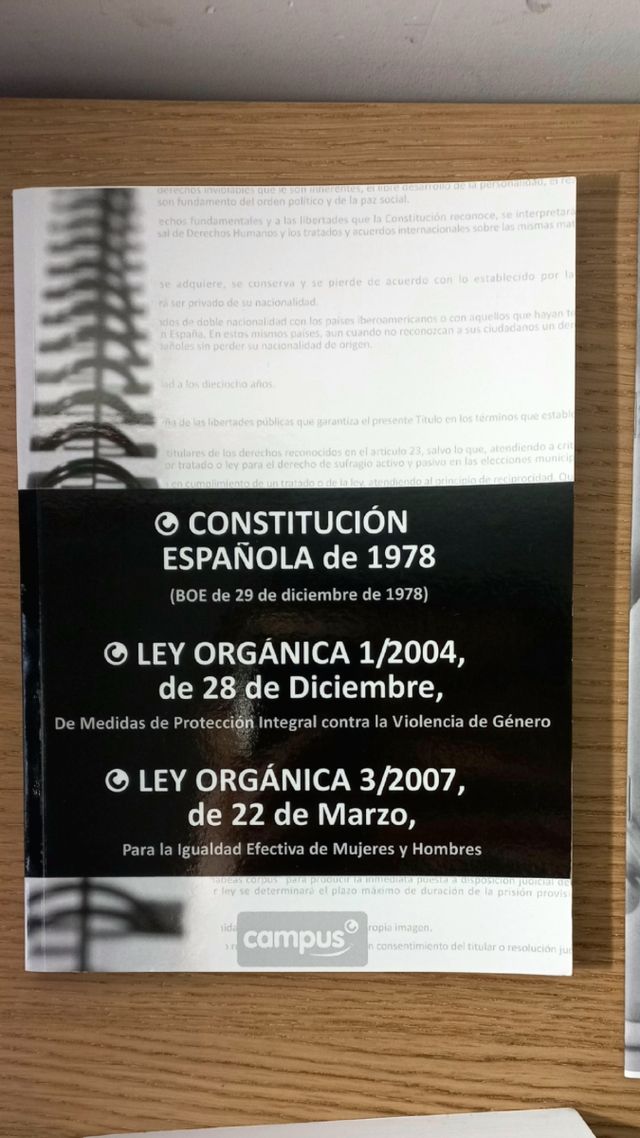 derechos inviolables que le son inherentes, el libre desarrollo de la personalidad, el re
son fundamento del orden político y de la paz social.
echos fundamentales y a las libertades que la Constitución reconoce, se interpretará
sal de Derechos Humanos y los tratados y acuerdos internacionales sobre las mismas mat
se adquiere, se conserva y se pierde de acuerdo con lo establecido por la
rá ser privado de su nacionalidad.
ados de doble nacionalidad con los países iberoamericanos o con aquellos que hayan te
n España. En estos mismos países, aun cuando no reconozcan a sus ciudadanos un der
añoles sin perder su nacionalidad de origen.
ad a los dieciocho años.
ña de las libertades públicas que garantiza el presente Título en los términos que estable
titulares de los derechos reconocidos en el artículo 23, salvo lo que, atendiendo a crit
or tratado o ley para el derecho de sufragio activo y pasivo en las elecciones municip
en cumplimiento de un tratado o de la ley, atendiendo al principio de reciprocidad. Qu
CONSTITUCIÓN
ESPAÑOLA de 1978
(BOE de 29 de diciembre de 1978)
LEY ORGÁNICA 1/2004,
de 28 de Diciembre,
De Medidas de Protección Integral contra la Violencia de Género
LEY ORGÁNICA 3/2007,
de 22 de Marzo,
Para la Igualdad Efectiva de Mujeres y Hombres
abeas corpus" para producir la inmediata puesta a disposición judicial de
r ley se determinará el plazo máximo de duración de la prisión provisi
ida
ropia imagen.
campus
n consentimiento del titular o resolución jud